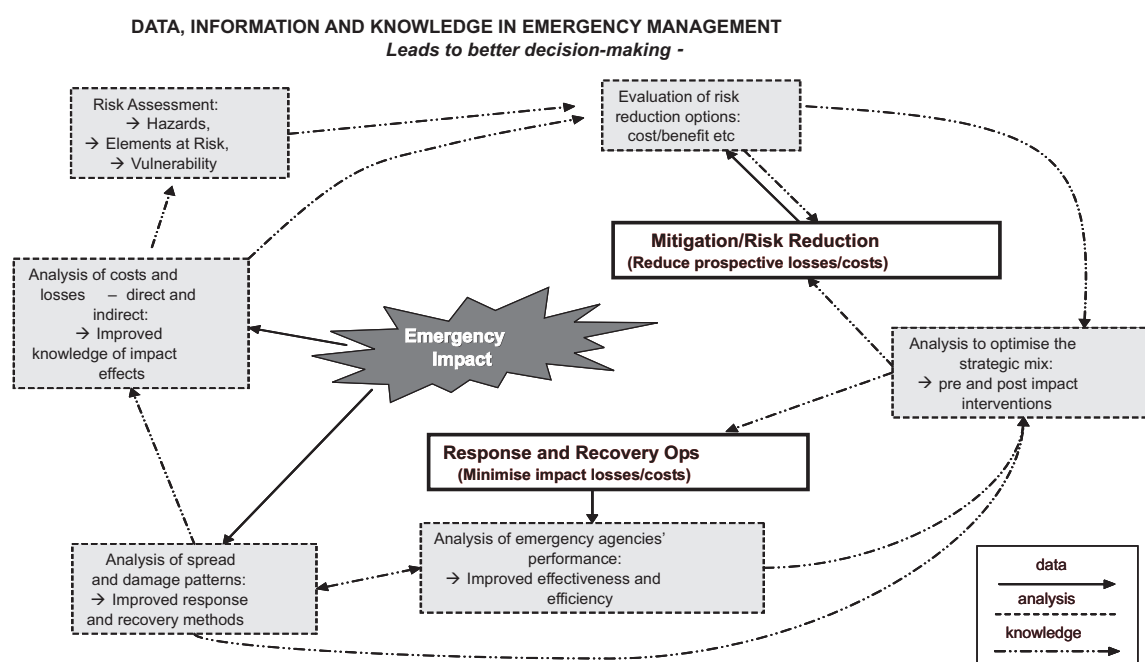 DATA, INFORMATION AND KNOWLEDGE IN EMERGENCY MANAGEMENT
Leads to better decision-making -
Risk Assessment:
→ Hazards,
→ Elements at Risk,
→ Vulnerability
Evaluation of risk
reduction options:
cost/benefit etc
Mitigation/Risk Reduction
(Reduce prospective losses/costs)
Analysis of costs and
losses – direct and
indirect:
→ Improved
knowledge of impact
effects
Emergency
Impact
Analysis to optimise the
strategic mix:
→ pre and post impact
interventions
Response and Recovery Ops
(Minimise impact losses/costs)
Analysis of spread
and damage patterns:
→ Improved response
and recovery methods
Analysis of emergency agencies’
performance:
→ Improved effectiveness and
efficiency
data
analysis
knowledge